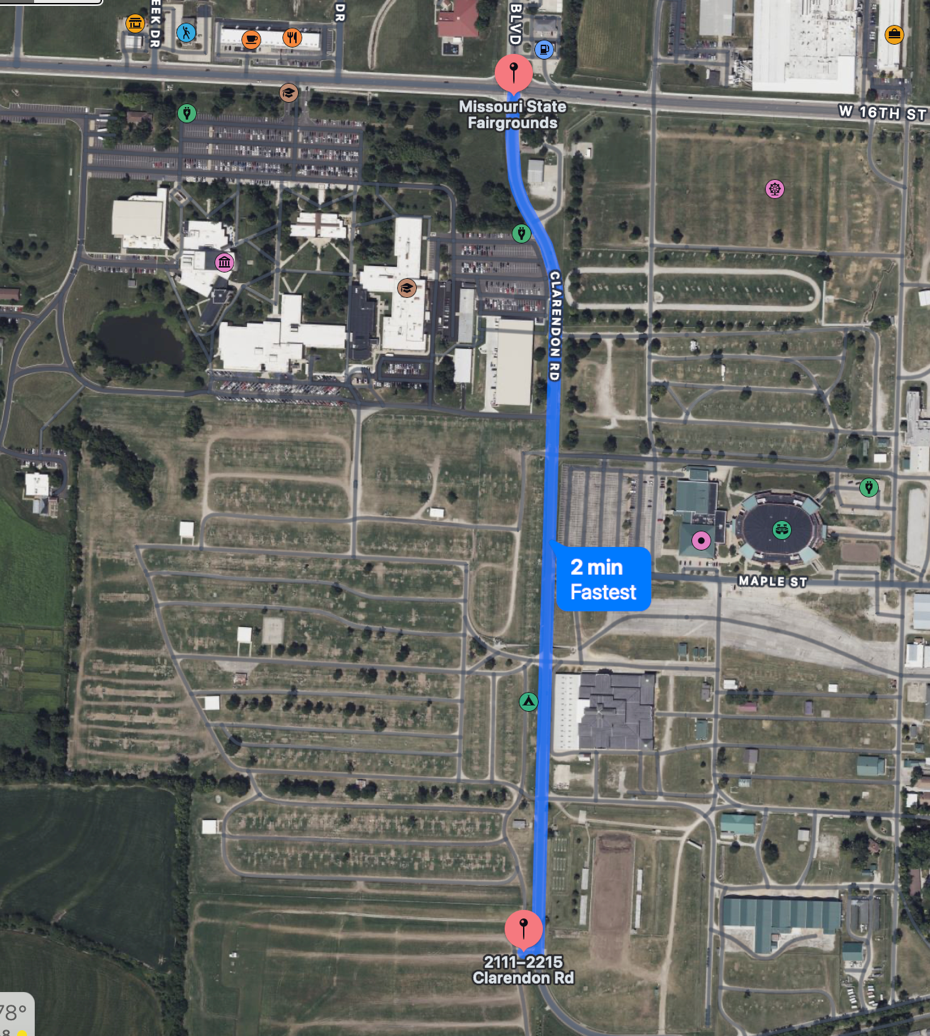 EEK DR
DR
BLVD
Missouri State
Fairgrounds
W 16TH ST
CLARENDON RD
2 min
Fastest
MAPLE ST
2111–2215
Clarendon Rd
78°